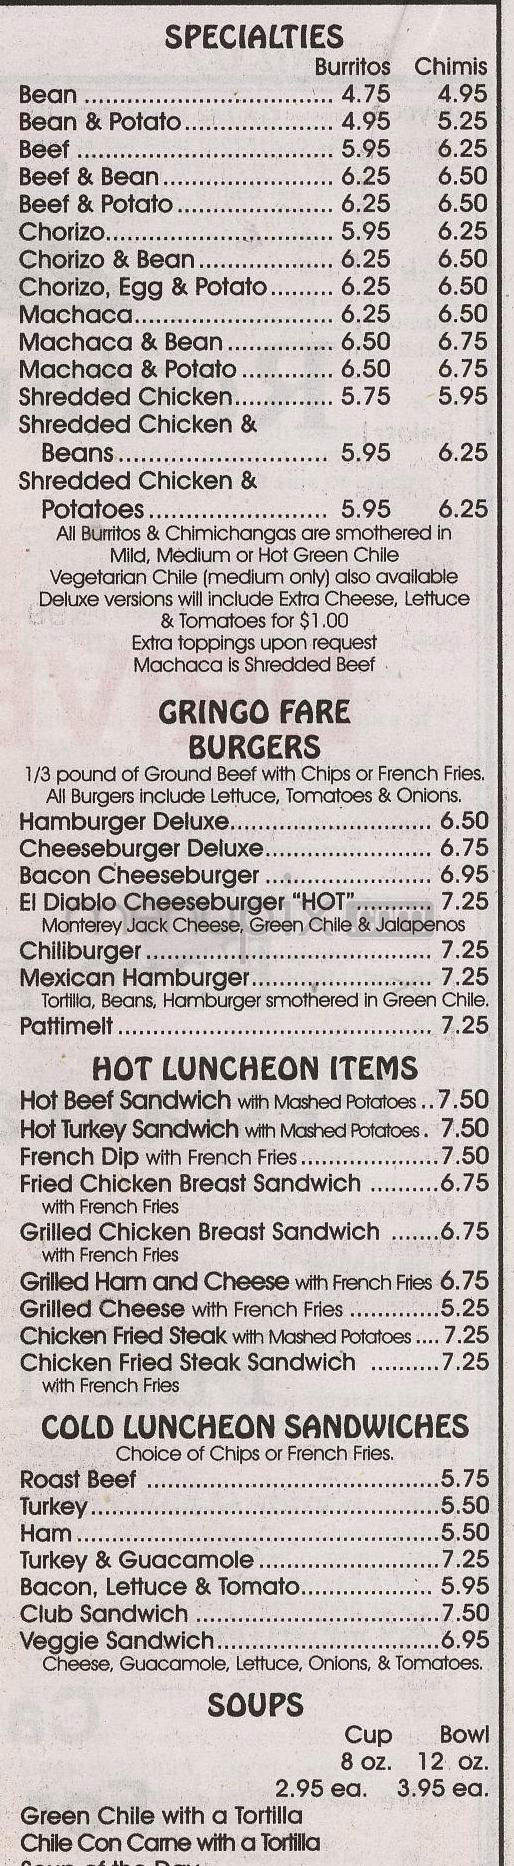 SPECIALTIES
Burritos Chimis
Bean ................................ 4.75 4.95
Bean & Potato.................... 4.95 5.25
Beef ................................. 5.95 6.25
Beef & Bean....................... 6.25 6.50
Beef & Potato..................... 6.25 6.50
Chorizo.............................. 5.95 6.25
Chorizo & Bean.................. 6.25 6.50
Chorizo, Egg & Potato......... 6.25 6.50
Machaca........................... 6.25 6.50
Machaca & Bean............... 6.50 6.75
Machaca & Potato............. 6.50 6.75
Shredded Chicken.............. 5.75 5.95
Shredded Chicken &
Beans........................... 5.95 6.25
Shredded Chicken &
Potatoes....................... 5.95 6.25
All Burritos & Chimichangas are smothered in
Mild, Medium or Hot Green Chile
Vegetarian Chile (medium only) also available
Deluxe versions will include Extra Cheese, Lettuce
& Tomatoes for $1.00
Extra toppings upon request
Machaca is Shredded Beef
GRINGO FARE
BURGERS
1/3 pound of Ground Beef with Chips or French Fries.
All Burgers include Lettuce, Tomatoes & Onions.
Hamburger Deluxe.......................... 6.50
Cheeseburger Deluxe...................... 6.75
Bacon Cheeseburger ...................... 6.95
El Diablo Cheeseburger "HOT".......... 7.25
Monterey Jack Cheese, Green Chile & Jalapenos
Chiliburger..................................... 7.25
Mexican Hamburger........................ 7.25
Tortilla, Beans, Hamburger smothered in Green Chile.
Pattimelt ........................................ 7.25
HOT LUNCHEON ITEMS
Hot Beef Sandwich with Mashed Potatoes ..7.50
Hot Turkey Sandwich with Mashed Potatoes. 7.50
French Dip with French Fries..................7.50
Fried Chicken Breast Sandwich ..........6.75
with French Fries
Grilled Chicken Breast Sandwich .......6.75
with French Fries
Grilled Ham and Cheese with French Fries 6.75
Grilled Cheese with French Fries .............5.25
Chicken Fried Steak with Mashed Potatoes .... 7.25
Chicken Fried Steak Sandwich ..........7.25
with French Fries
COLD LUNCHEON SANDWICHES
Choice of Chips or French Fries.
Roast Beef ......................................5.75
Turkey.............................................5.50
Ham ...............................................5.50
Turkey & Guacamole.......................7.25
Bacon, Lettuce & Tomato................. 5.95
Club Sandwich ...............................7.50
Veggie Sandwich............................6.95
Cheese, Guacamole, Lettuce, Onions, & Tomatoes.
SOUPS
Cup Bowl
8 oz. 12 oz.
2.95 ea. 3.95 ea.
Green Chile with a Tortilla
Chile Con Carne with a Tortilla
Soup of the Day